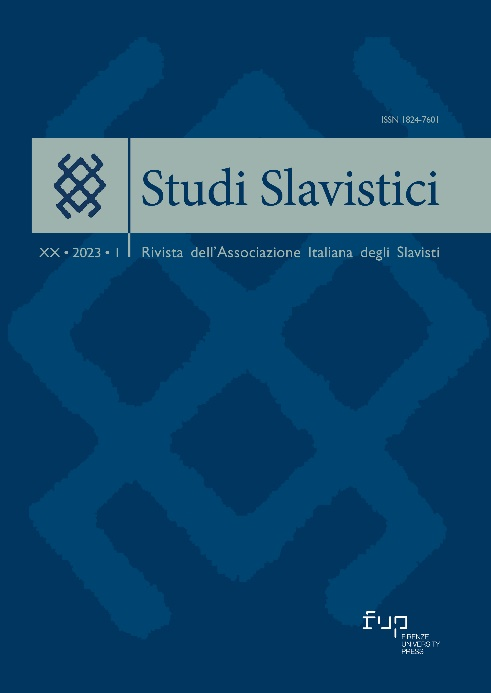 ISSN 1824-7601
Studi Slavistici
XX • 2023 • 1
Rivista dell'Associazione Italiana degli Slavisti
fup
FIRENZE
UNIVERSITY
PRESS